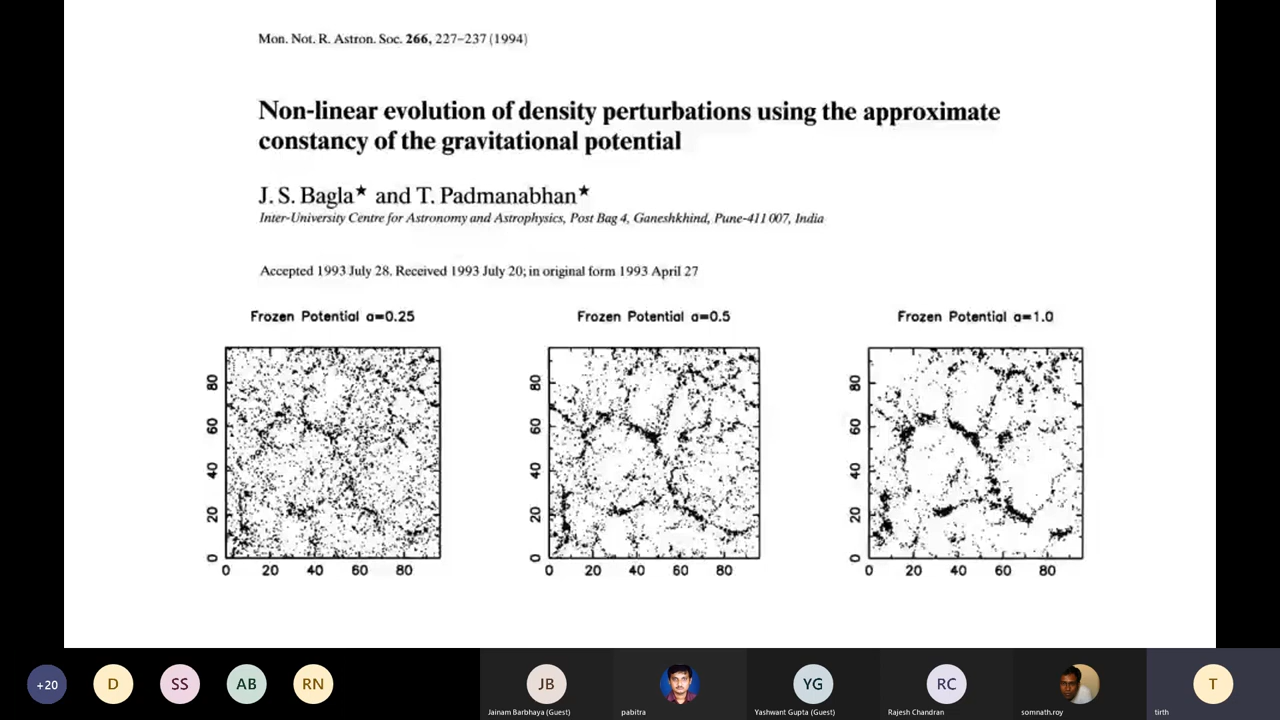 Mon. Not. R. Astron. Soc. 266, 227–237 (1994)
Non-linear evolution of density perturbations using the approximate
constancy of the gravitational potential
J. S. Bagla★ and T. Padmanabhan★
Inter-University Centre for Astronomy and Astrophysics, Post Bag 4, Ganeshkhind, Pune-411 007, India
Accepted 1993 July 28. Received 1993 July 20; in original form 1993 April 27
Frozen Potential a=0.25
80
60
40
20
0
0 20 40 60 80
Frozen Potential a=0.5
80
60
40
20
0
0 20 40 60 80
Frozen Potential a=1.0
80
60
40
20
0
0 20 40 60 80
+20
D
SS
AB
RN
JB
Jainam Barbhaya (Guest)
pabitra
YG
Yashwant Gupta (Guest)
RC
Rajesh Chandran
somnath.roy
T
tirth